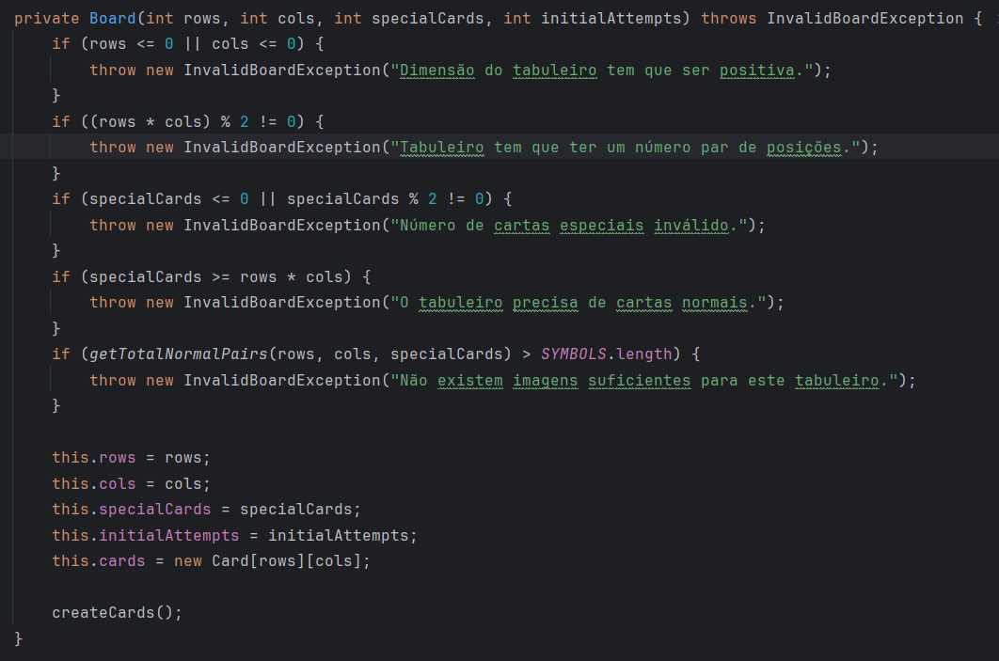 private Board(int rows, int cols, int specialCards, int initialAttempts) throws InvalidBoardException {
    if (rows <= 0 || cols <= 0) {
        throw new InvalidBoardException("Dimensão do tabuleiro tem que ser positiva.");
    }
    if ((rows * cols) % 2 != 0) {
        throw new InvalidBoardException("Tabuleiro tem que ter um número par de posições.");
    }
    if (specialCards <= 0 || specialCards % 2 != 0) {
        throw new InvalidBoardException("Número de cartas especiais inválido.");
    }
    if (specialCards >= rows * cols) {
        throw new InvalidBoardException("O tabuleiro precisa de cartas normais.");
    }
    if (getTotalNormalPairs(rows, cols, specialCards) > SYMBOLS.length) {
        throw new InvalidBoardException("Não existem imagens suficientes para este tabuleiro.");
    }

    this.rows = rows;
    this.cols = cols;
    this.specialCards = specialCards;
    this.initialAttempts = initialAttempts;
    this.cards = new Card[rows][cols];

    createCards();
}